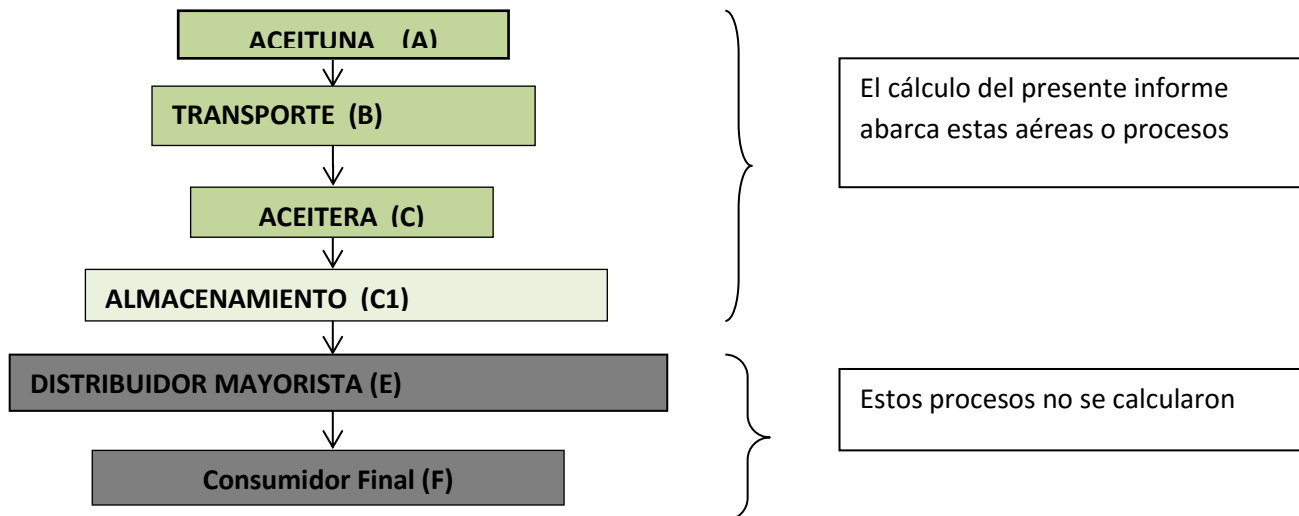 ACEITUNA (A)
TRANSPORTE (B)
ACEITERA (C)
ALMACENAMIENTO (C1)
DISTRIBUIDOR MAYORISTA (E)
Consumidor Final (F)
El cálculo del presente informe
abarca estas aéreas o procesos
Estos procesos no se calcularon